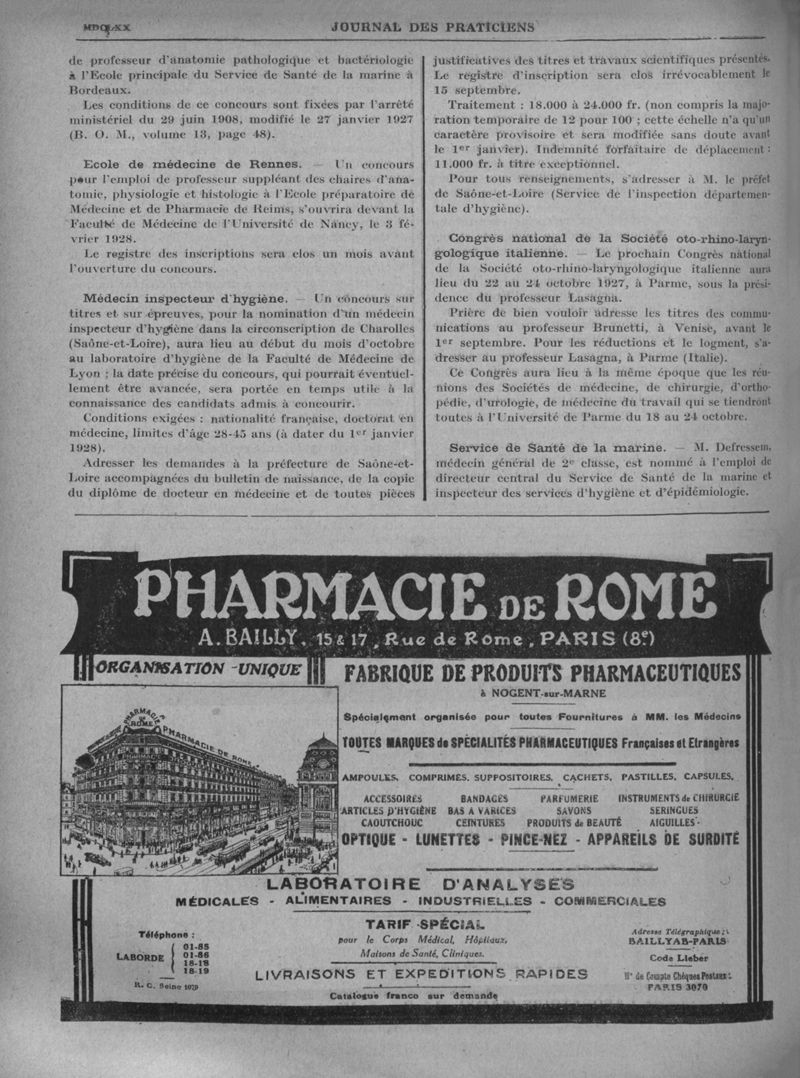 JOURNAL DES PRATICIENS
de professeur d'anatomie pathologique et bactériologie
à l'Ecole principale du Service de Santé de la marine à
Bordeaux.
Les conditions de ce concours sont fixées par l'arrêté
ministériel du 29 juin 1908, modifié le 27 janvier 1927
(B. O. M., volume 13, page 48).
Ecole de médecine de Rennes. — Un concours
pour l'emploi de professeur suppléant des chaires d'ana-
tomie, physiologie et histologie à l'Ecole préparatoire de
Médecine et de Pharmacie de Reims, s'ouvrira devant la
Faculté de Médecine de l'Université de Nancy, le 3 fé-
vrier 1928.
Le registre des inscriptions sera clos un mois avant
l'ouverture du concours.
Médecin inspecteur d'hygiène. — Un concours sur
titres et sur épreuves, pour la nomination d'un médecin
inspecteur d'hygiène dans la circonscription de Charolles
(Saône-et-Loire), aura lieu au début du mois d'octobre
au laboratoire d'hygiène de la Faculté de Médecine de
Lyon ; la date précise du concours, qui pourrait éventuel-
lement être avancée, sera portée en temps utile à la
connaissance des candidats admis à concourir.
Conditions exigées : nationalité française, doctorat en
médecine, limites d'âge 28-45 ans (à dater du 1er janvier
1928).
Adresser les demandes à la préfecture de Saône-et-
Loire accompagnées du bulletin de naissance, de la copie
du diplôme de docteur en médecine et de toutes pièces
justificatives des titres et travaux scientifiques présentés.
Le registre d'inscription sera clos irrévocablement le
15 septembre.
Traitement : 18.000 à 24.000 fr. (non compris la majo-
ration temporaire de 12 pour 100 ; cette échelle n'a qu'un
caractère provisoire et sera modifiée sans doute avant
le 1er janvier). Indemnité forfaitaire de déplacement :
11.000 fr. à titre exceptionnel.
Pour tous renseignements, s'adresser à M. le préfet
de Saône-et-Loire (Service de l'inspection départemen-
tale d'hygiène).
Congrès national de la Société oto-rhino-laryn-
gologique italienne. — Le prochain Congrès national
de la Société oto-rhino-laryngologique italienne aura
lieu du 22 au 24 octobre 1927, à Parme, sous la prési-
dence du professeur Lasagna.
Prière de bien vouloir adresse les titres des commu-
nications au professeur Brunetti, à Venise, avant le
1er septembre. Pour les réductions et le logment, s'a-
dresser au professeur Lasagna, à Parme (Italie).
Ce Congrès aura lieu à la même époque que les réu-
nions des Sociétés de médecine, de chirurgie, d'ortho-
pédie, d'urologie, de médecine du travail qui se tiendront
toutes à l'Université de Parme du 18 au 24 octobre.
Service de Santé de la marine. — M. Defressein,
médecin général de 2e classe, est nommé à l'emploi de
directeur central du Service de Santé de la marine et
inspecteur des services d'hygiène et d'épidémiologie.
PHARMACIE DE ROME
A. BAILLY, 15 & 17, Rue de Rome, PARIS (8e)
ORGANISATION UNIQUE
PHARMACIE DE ROME
PHARMACIE DE ROME
PHARMACIE
FABRIQUE DE PRODUITS PHARMACEUTIQUES
à NOGENT-sur-MARNE
Spécialement organisée pour toutes Fournitures à MM. les Médecins
TOUTES MARQUES de SPÉCIALITÉS PHARMACEUTIQUES Françaises et Etrangères
AMPOULES, COMPRIMÉS, SUPPOSITOIRES, CACHETS, PASTILLES, CAPSULES,
ACCESSOIRES BANDAGES PARFUMERIE INSTRUMENTS de CHIRURGIE
ARTICLES D'HYGIÈNE BAS A VARICES SAVONS SERINGUES
CAOUTCHOUC CEINTURES PRODUITS de BEAUTÉ AIGUILLES
OPTIQUE - LUNETTES - PINCE-NEZ - APPAREILS DE SURDITÉ
LABORATOIRE D'ANALYSES
MÉDICALES - ALIMENTAIRES - INDUSTRIELLES - COMMERCIALES
Téléphone :
LABORDE
01-85
01-86
18-18
18-19
R. C. Seine 1079
TARIF SPÉCIAL
pour le Corps Médical, Hôpitaux,
Maisons de Santé, Cliniques.
LIVRAISONS ET EXPEDITIONS RAPIDES
Catalogue franco sur demande
Adresse Télégraphique :
BAILLYAB-PARIS
Code Lieber
N° de Compte Chèques Postaux :
PARIS 3070